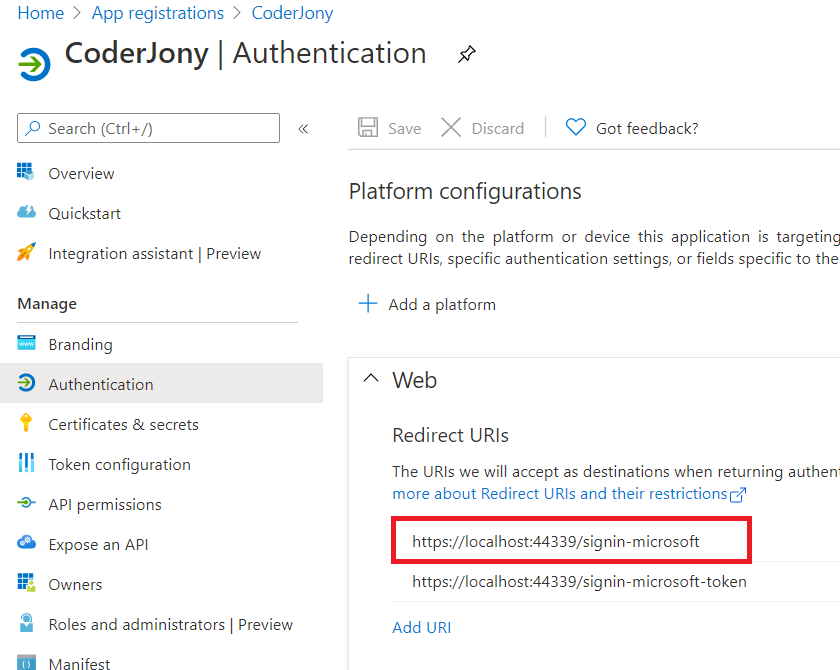 Home > App registrations > CoderJony
CoderJony | Authentication
Search (Ctrl+/)
«
Save
Discard
Got feedback?
Overview
Quickstart
Integration assistant | Preview
Manage
Branding
Authentication
Certificates & secrets
Token configuration
API permissions
Expose an API
Owners
Roles and administrators | Preview
Manifest
Platform configurations
Depending on the platform or device this application is targeting
redirect URIs, specific authentication settings, or fields specific to the
Add a platform
Web
Redirect URIs
The URIs we will accept as destinations when returning authen
more about Redirect URIs and their restrictions
https://localhost:44339/signin-microsoft
https://localhost:44339/signin-microsoft-token
Add URI